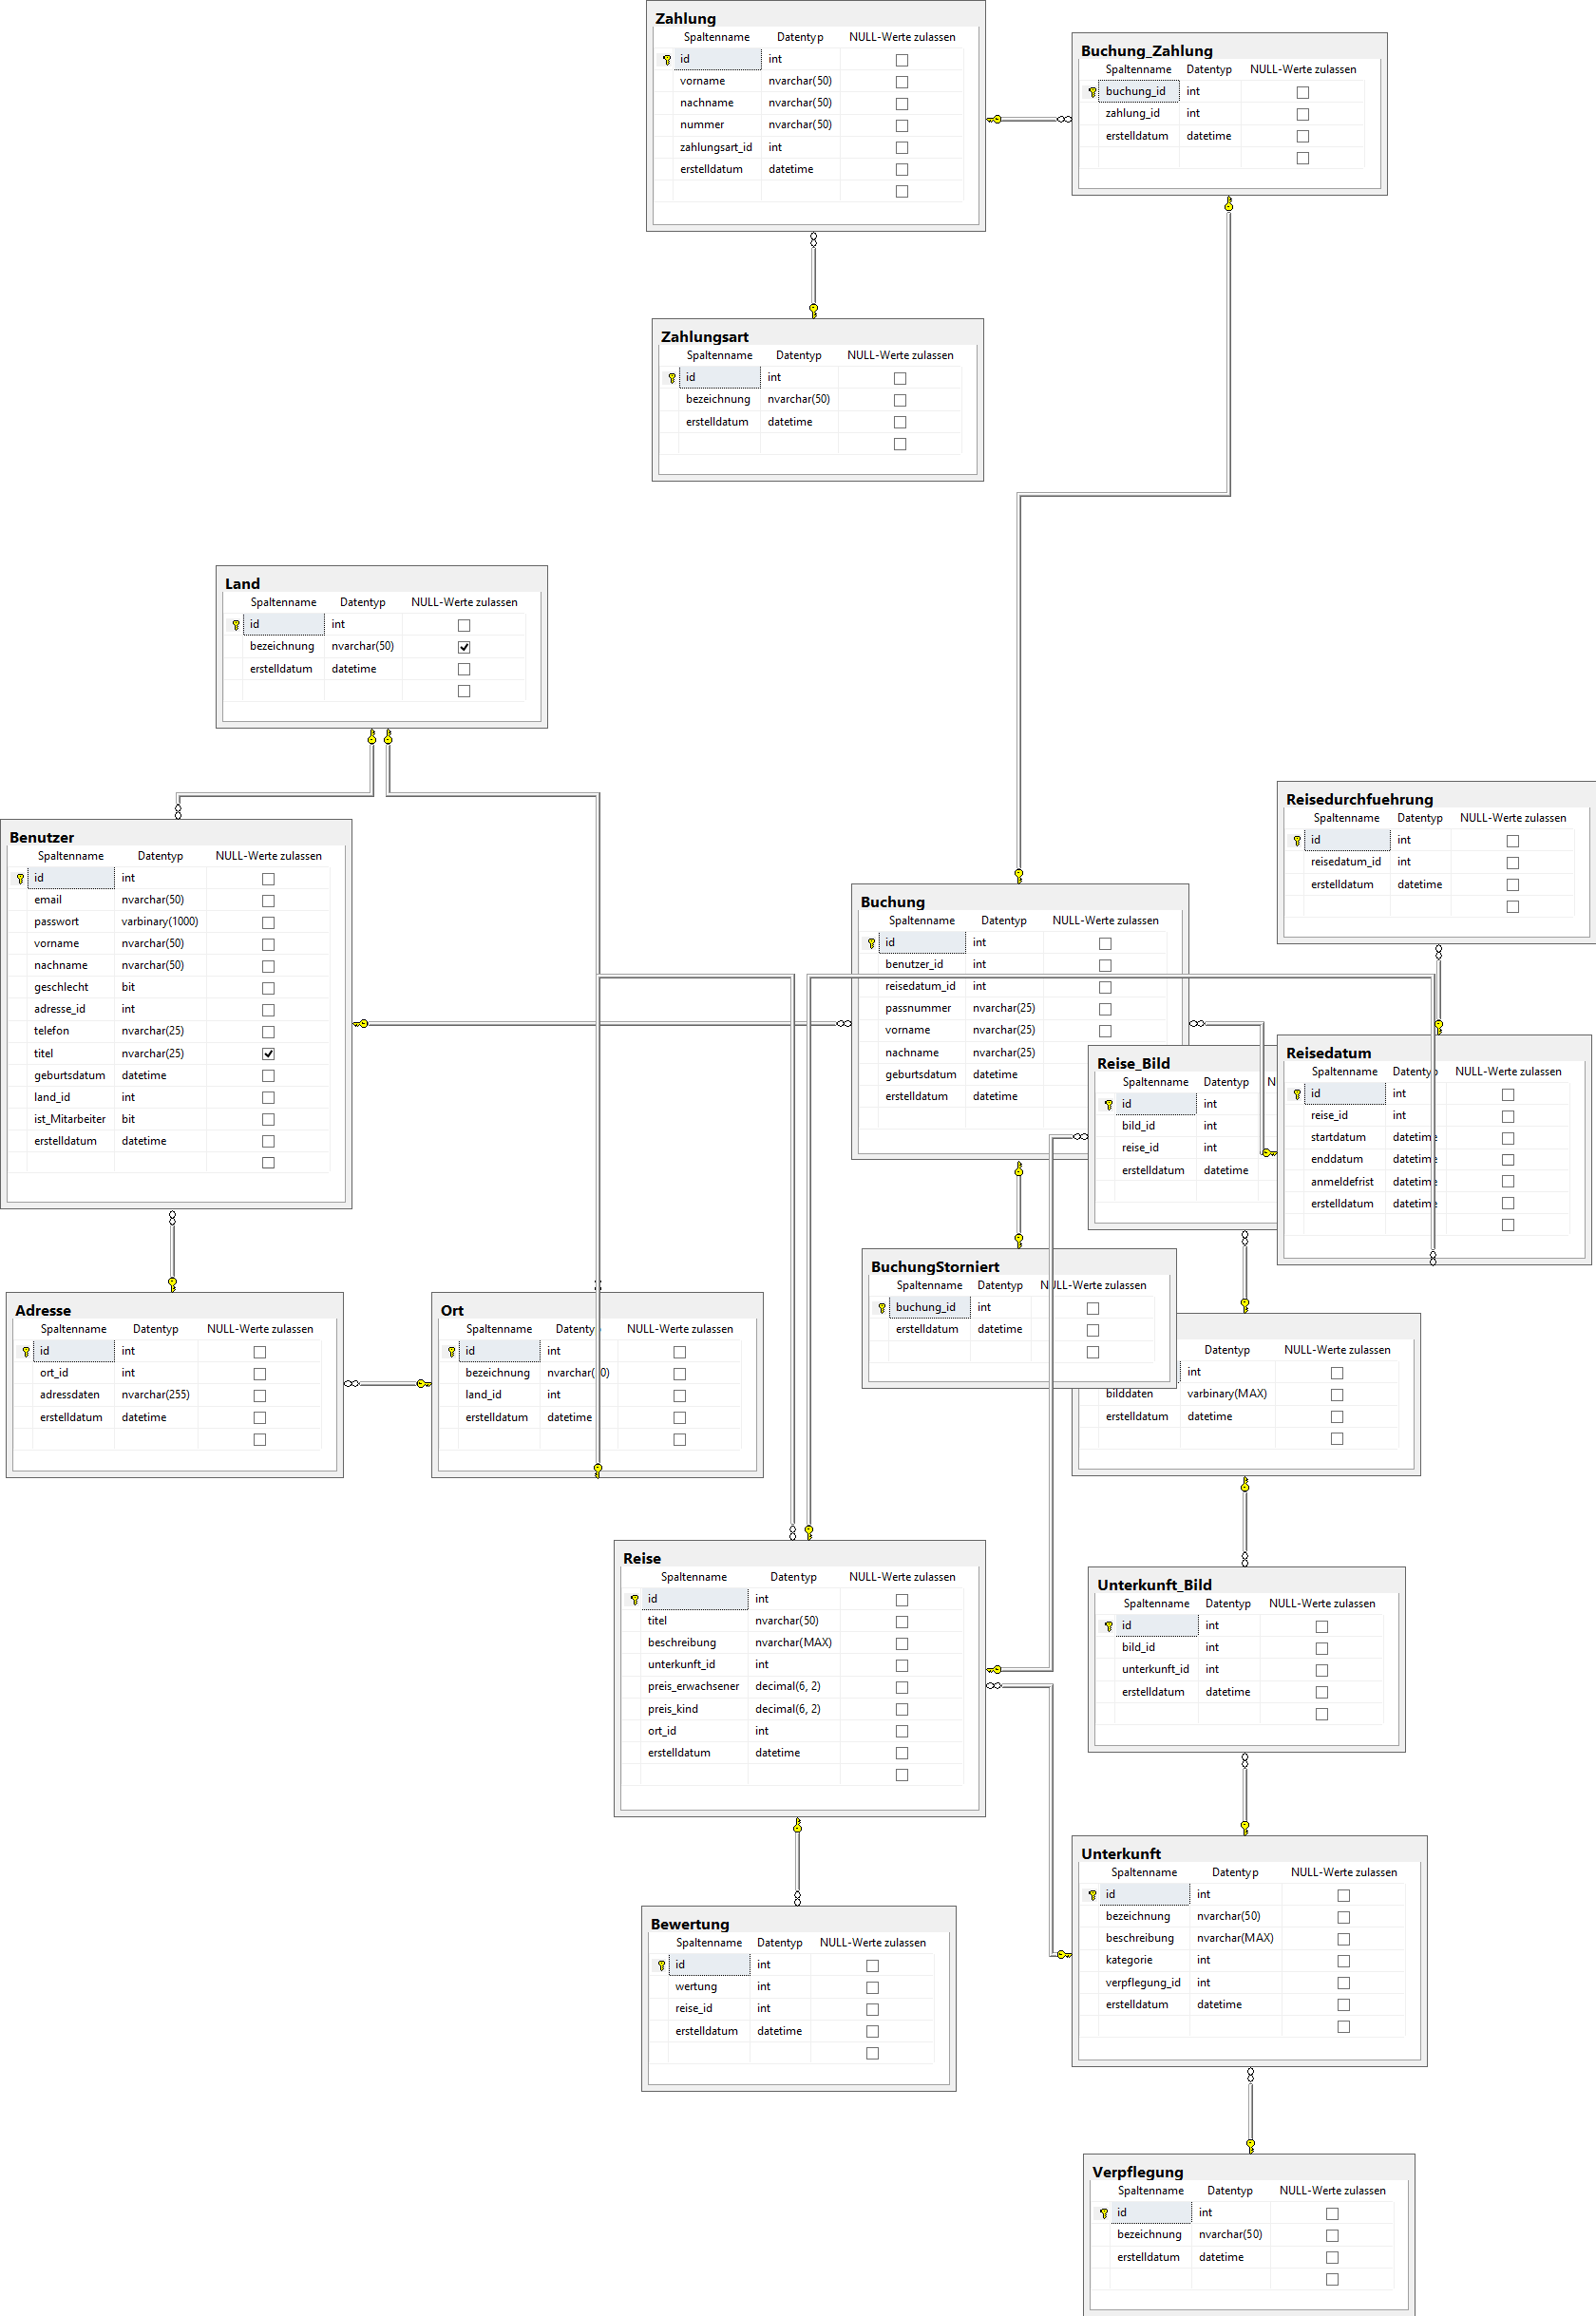 Zahlung
Spaltenname Datentyp NULL-Werte zulassen
id int
vorname nvarchar(50)
nachname nvarchar(50)
nummer nvarchar(50)
zahlungsart_id int
erstelldatum datetime
Buchung_Zahlung
Spaltenname Datentyp NULL-Werte zulassen
buchung_id int
zahlung_id int
erstelldatum datetime
Zahlungsart
Spaltenname Datentyp NULL-Werte zulassen
id int
bezeichnung nvarchar(50)
erstelldatum datetime
Land
Spaltenname Datentyp NULL-Werte zulassen
id int
bezeichnung nvarchar(50)
erstelldatum datetime
Benutzer
Spaltenname Datentyp NULL-Werte zulassen
id int
email nvarchar(50)
passwort varbinary(1000)
vorname nvarchar(50)
nachname nvarchar(50)
geschlecht bit
adresse_id int
telefon nvarchar(25)
titel nvarchar(25)
geburtsdatum datetime
land_id int
ist_Mitarbeiter bit
erstelldatum datetime
Buchung
Spaltenname Datentyp NULL-Werte zulassen
id int
benutzer_id int
reisedatum_id int
passnummer nvarchar(25)
vorname nvarchar(25)
nachname nvarchar(25)
geburtsdatum datetime
erstelldatum datetime
Reisedurchfuehrung
Spaltenname Datentyp NULL-Werte zulassen
id int
reisedatum_id int
erstelldatum datetime
Reise_Bild
Spaltenname Datentyp N
id int
bild_id int
reise_id int
erstelldatum datetime
Reisedatum
Spaltenname Datentyp NULL-Werte zulassen
id int
reise_id int
startdatum datetime
enddatum datetime
anmeldefrist datetime
erstelldatum datetime
Adresse
Spaltenname Datentyp NULL-Werte zulassen
id int
ort_id int
adressdaten nvarchar(255)
erstelldatum datetime
Ort
Spaltenname Datentyp NULL-Werte zulassen
id int
bezeichnung nvarchar(50)
land_id int
erstelldatum datetime
BuchungStorniert
Spaltenname Datentyp NULL-Werte zulassen
buchung_id int
erstelldatum datetime
Datentyp NULL-Werte zulassen
int
bilddaten varbinary(MAX)
erstelldatum datetime
Reise
Spaltenname Datentyp NULL-Werte zulassen
id int
titel nvarchar(50)
beschreibung nvarchar(MAX)
unterkunft_id int
preis_erwachsener decimal(6, 2)
preis_kind decimal(6, 2)
ort_id int
erstelldatum datetime
Unterkunft_Bild
Spaltenname Datentyp NULL-Werte zulassen
id int
bild_id int
unterkunft_id int
erstelldatum datetime
Unterkunft
Spaltenname Datentyp NULL-Werte zulassen
id int
bezeichnung nvarchar(50)
beschreibung nvarchar(MAX)
kategorie int
verpflegung_id int
erstelldatum datetime
Bewertung
Spaltenname Datentyp NULL-Werte zulassen
id int
wertung int
reise_id int
erstelldatum datetime
Verpflegung
Spaltenname Datentyp NULL-Werte zulassen
id int
bezeichnung nvarchar(50)
erstelldatum datetime